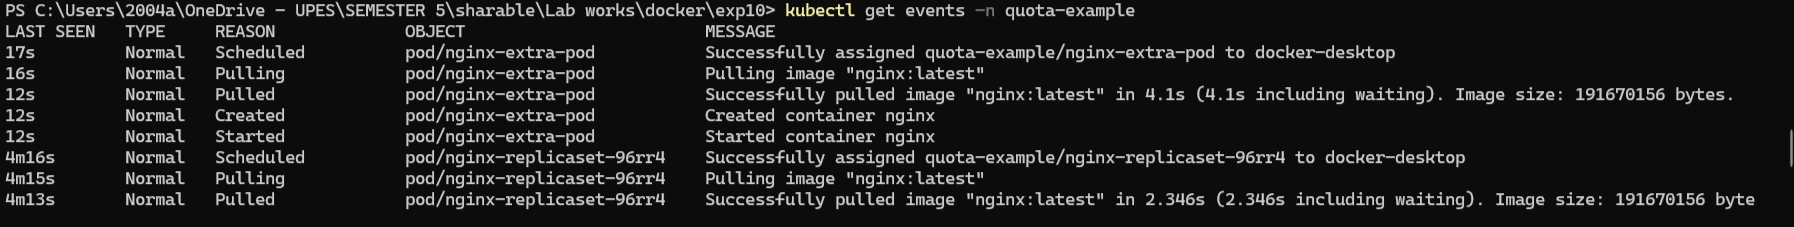 PS C:\Users\2004a\OneDrive - UPES\SEMESTER 5\sharable\Lab works\docker\exp10> kubectl get events -n quota-example
LAST SEEN   TYPE     REASON             OBJECT                        MESSAGE
17s         Normal   Scheduled          pod/nginx-extra-pod           Successfully assigned quota-example/nginx-extra-pod to docker-desktop
16s         Normal   Pulling            pod/nginx-extra-pod           Pulling image "nginx:latest"
12s         Normal   Pulled             pod/nginx-extra-pod           Successfully pulled image "nginx:latest" in 4.1s (4.1s including waiting). Image size: 191670156 bytes.
12s         Normal   Created            pod/nginx-extra-pod           Created container nginx
12s         Normal   Started            pod/nginx-extra-pod           Started container nginx
4m16s       Normal   Scheduled          pod/nginx-replicaset-96rr4    Successfully assigned quota-example/nginx-replicaset-96rr4 to docker-desktop
4m15s       Normal   Pulling            pod/nginx-replicaset-96rr4    Pulling image "nginx:latest"
4m13s       Normal   Pulled             pod/nginx-replicaset-96rr4    Successfully pulled image "nginx:latest" in 2.346s (2.346s including waiting). Image size: 191670156 byte